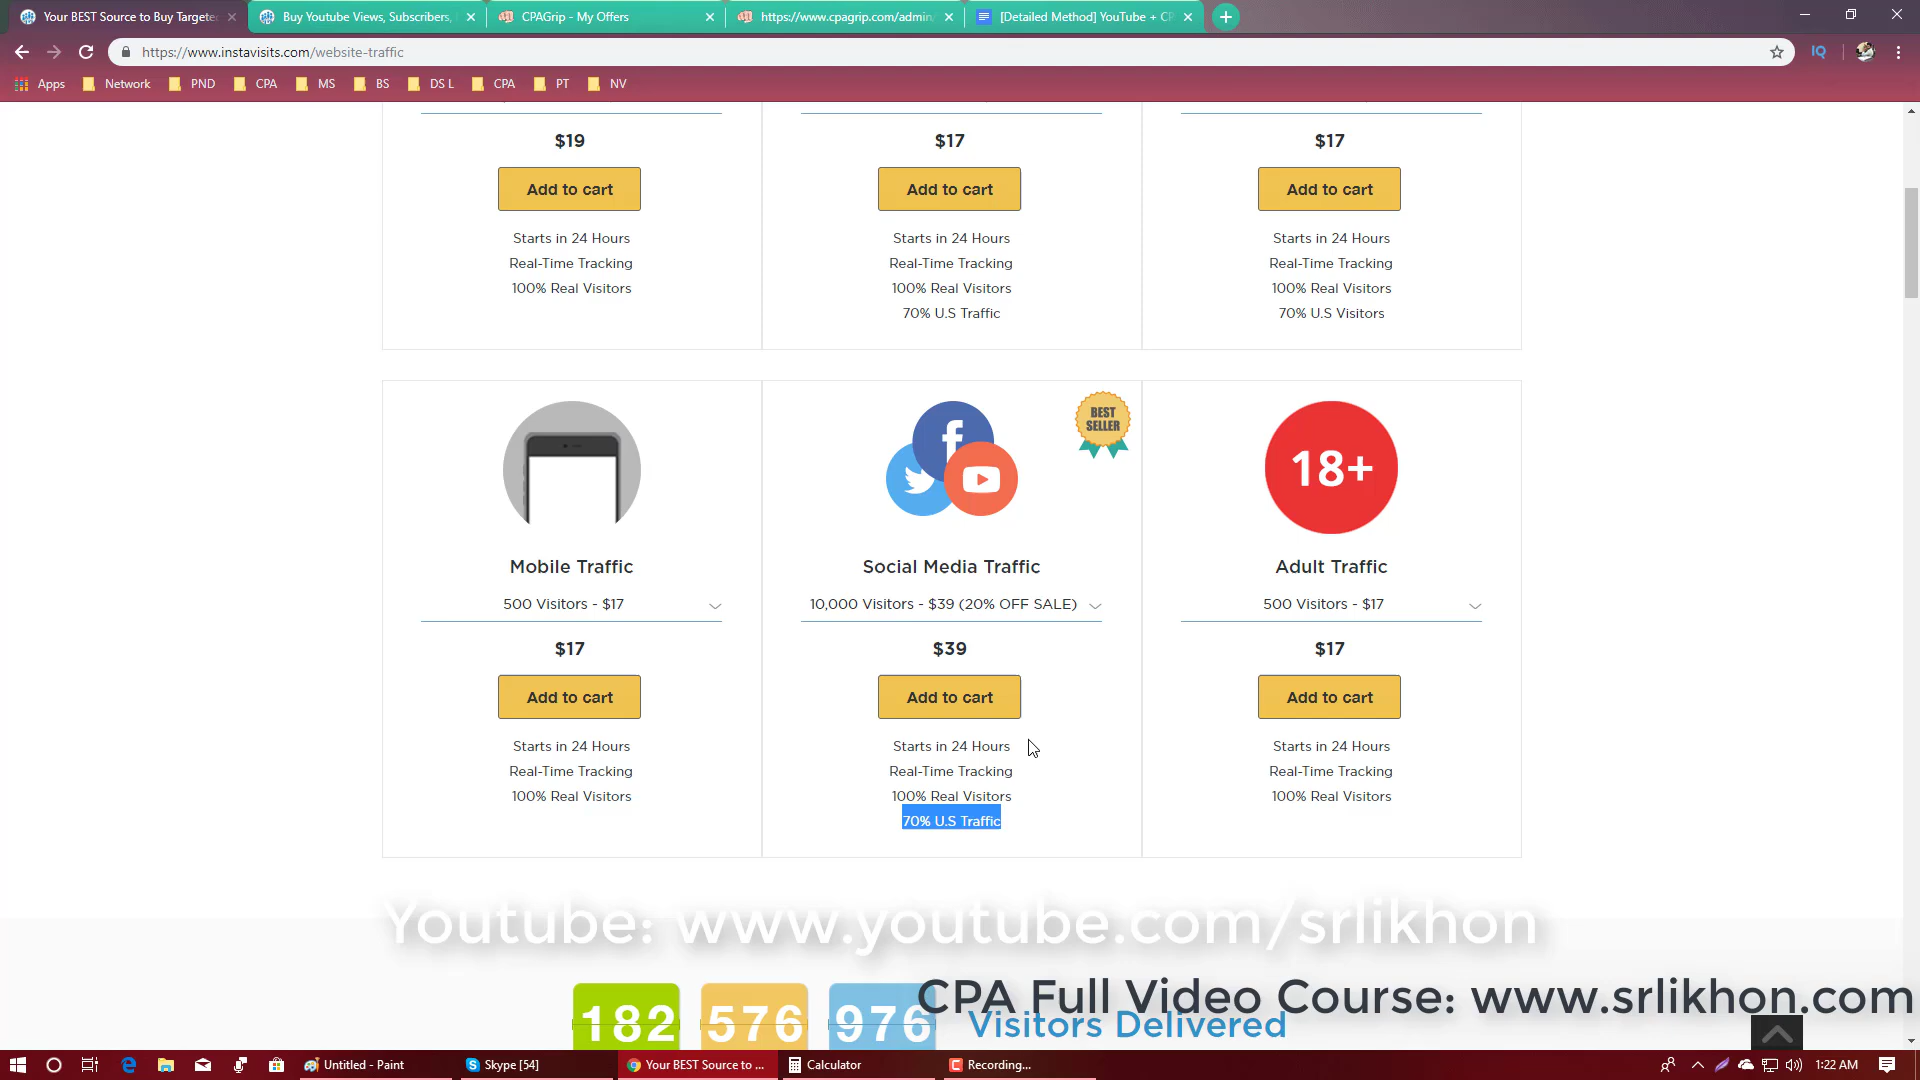 Your BEST Source to Buy Targete
Buy Youtube Views, Subscribers,
CPAGrip - My Offers
https://www.cpagrip.com/admin/
[Detailed Method] YouTube + CP
https://www.instavisits.com/website-traffic
IQ
Apps
Network
PND
CPA
MS
BS
DS L
CPA
PT
NV
$19
$17
$17
Add to cart
Add to cart
Add to cart
Starts in 24 Hours
Real-Time Tracking
100% Real Visitors
Starts in 24 Hours
Real-Time Tracking
100% Real Visitors
70% U.S Traffic
Starts in 24 Hours
Real-Time Tracking
100% Real Visitors
70% U.S Visitors
Mobile Traffic
500 Visitors - $17
$17
Add to cart
Starts in 24 Hours
Real-Time Tracking
100% Real Visitors
BEST
SELLER
Social Media Traffic
10,000 Visitors - $39 (20% OFF SALE)
$39
Add to cart
Starts in 24 Hours
Real-Time Tracking
100% Real Visitors
70% U.S Traffic
18+
Adult Traffic
500 Visitors - $17
$17
Add to cart
Starts in 24 Hours
Real-Time Tracking
100% Real Visitors
Youtube: www.youtube.com/srlikhon
CPA Full Video Course: www.srlikhon.com
182 576 976 Visitors Delivered
Untitled - Paint
Skype [54]
Your BEST Source to ...
Calculator
Recording...
1:22 AM